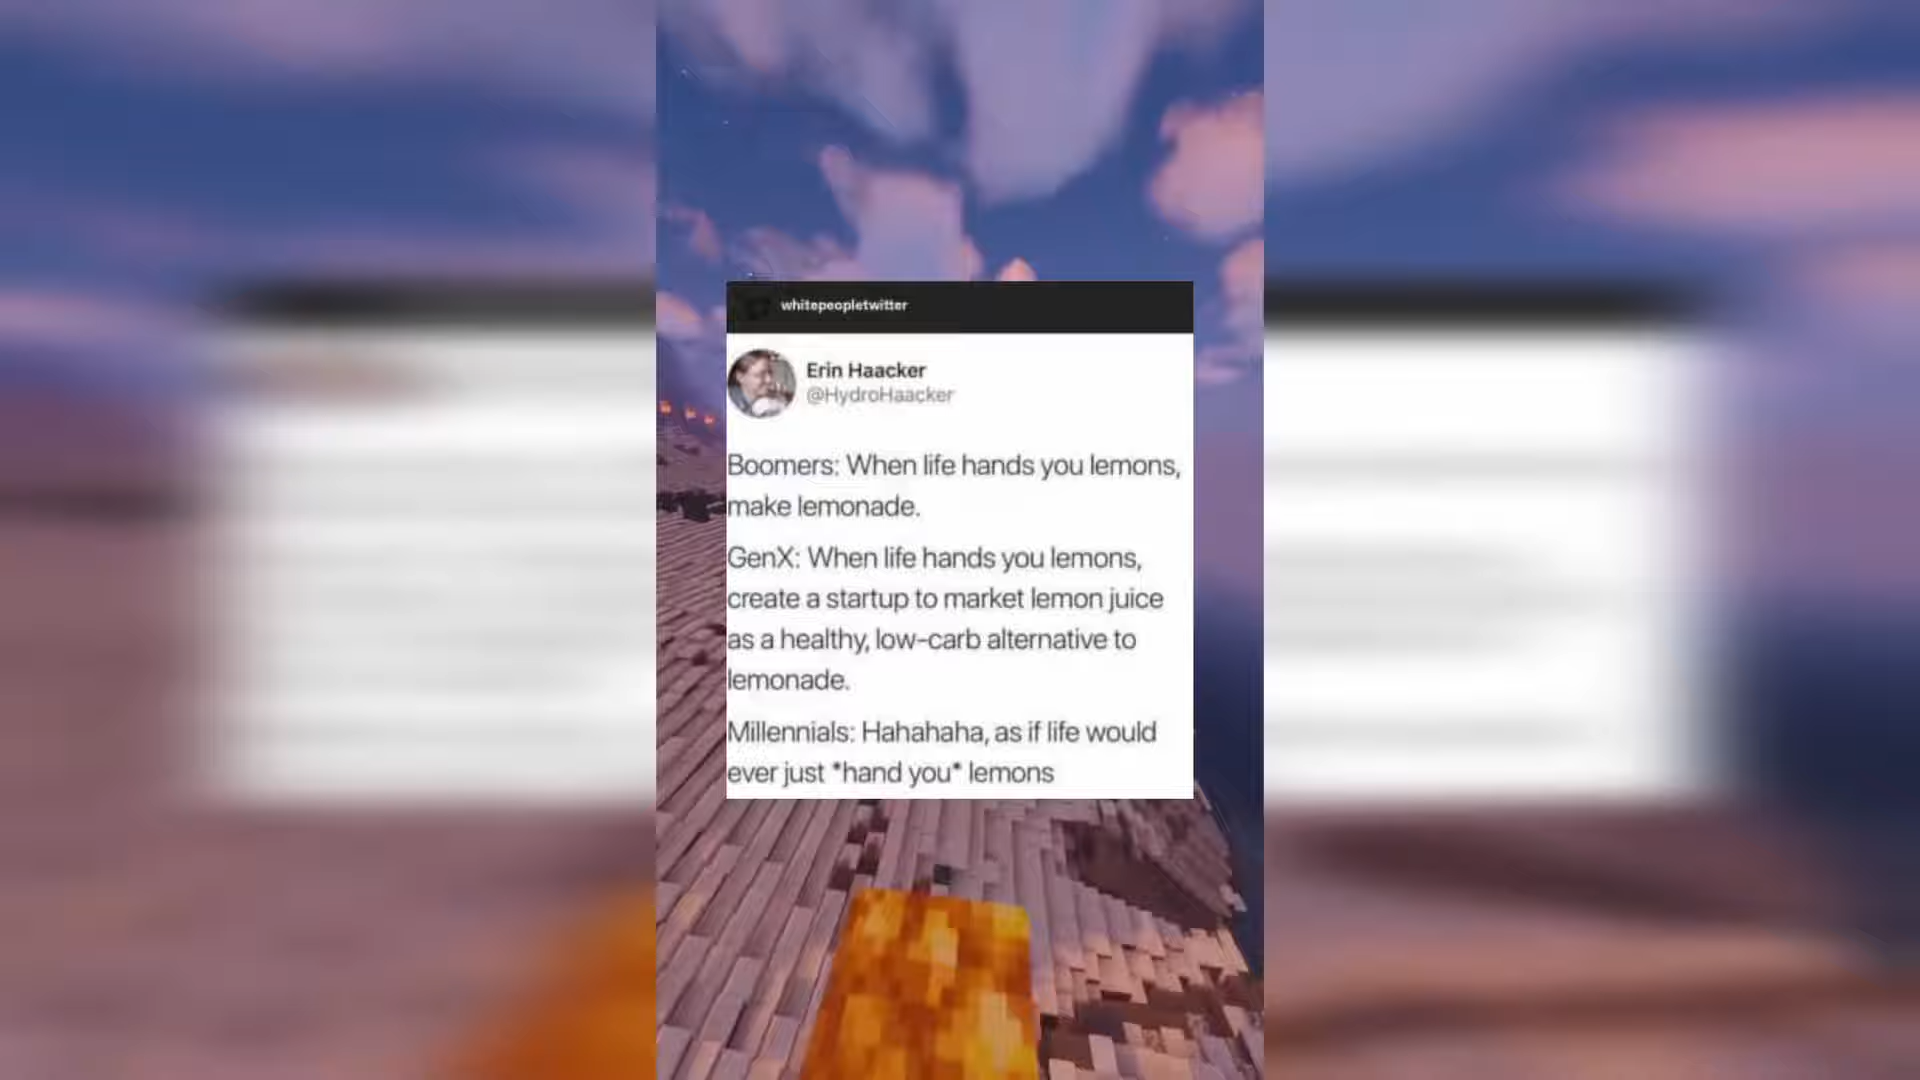 whitepeopletwitter
Erin Haacker
@HydroHaacker
Boomers: When life hands you lemons,
make lemonade.
GenX: When life hands you lemons,
create a startup to market lemon juice
as a healthy, low-carb alternative to
lemonade.
Millennials: Hahahaha, as if life would
ever just *hand you* lemons